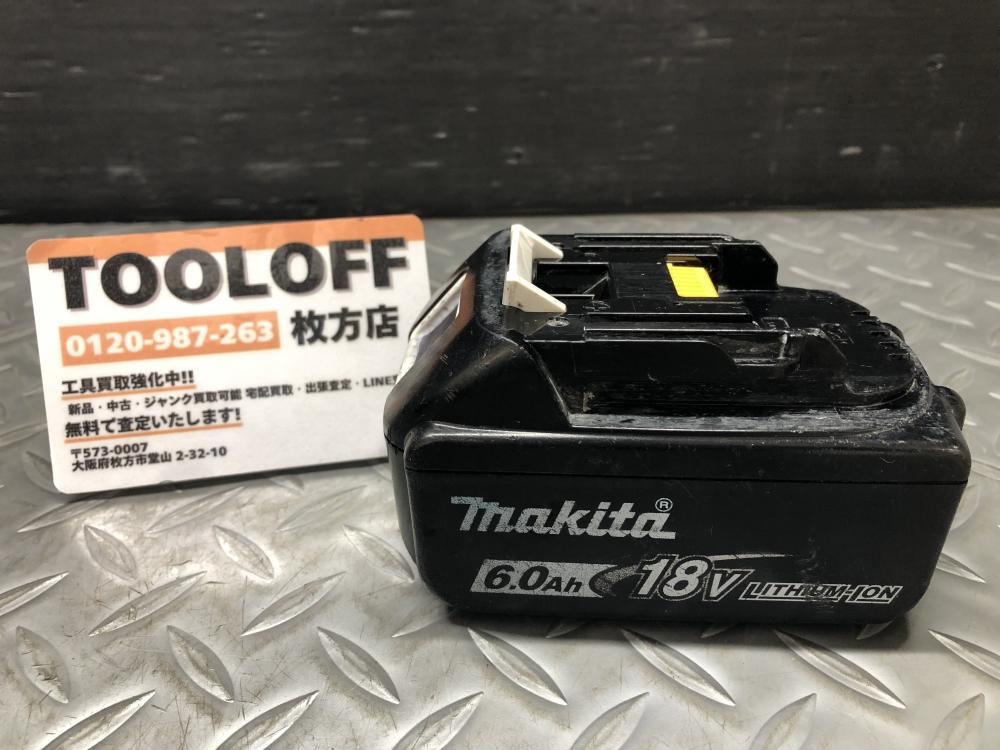 TOOLOFF
0120-987-263 枚方店
工具買取強化中!!
新品・中古・ジャンク買取可能 宅配買取・出張査定・LINE
無料で査定いたします!
〒573-0007
大阪府枚方市堂山 2-32-10
makita®
6.0Ah 18V LITHIUM-ION